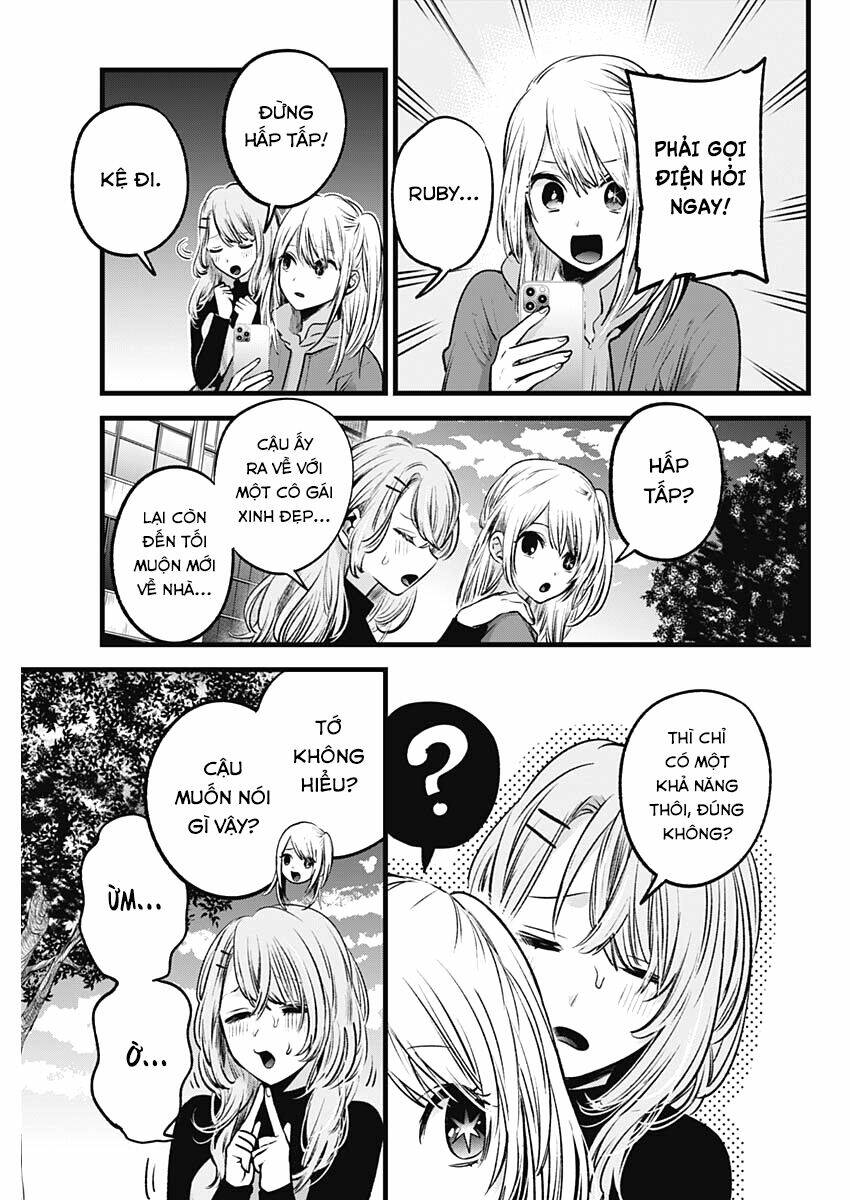 PHẢI GỌI
ĐIỆN HỎI
NGAY!
RUBY...
ĐỪNG
HẤP TẤP!
KỆ ĐI.
HẤP
TẤP?
CẬU ẤY
RA VỀ VỚI
MỘT CÔ GÁI
XINH ĐẸP...
LẠI CÒN
ĐẾN TỐI
MUỘN MỚI
VỀ NHÀ...
THÌ CHỈ
CÓ MỘT
KHẢ NĂNG
THÔI, ĐÚNG
KHÔNG?
?
TỚ
KHÔNG
HIỂU?
CẬU
MUỐN NÓI
GÌ VẬY?
ỪM...
Ờ...